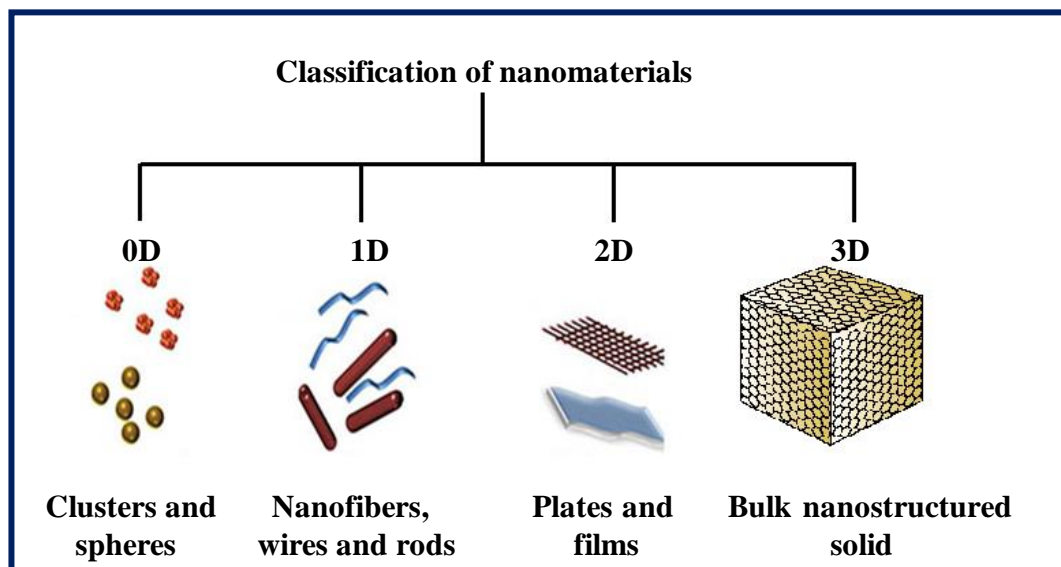 Classification of nanomaterials
0D
1D
2D
3D
Clusters and
spheres
Nanofibers,
wires and rods
Plates and
films
Bulk nanostructured
solid